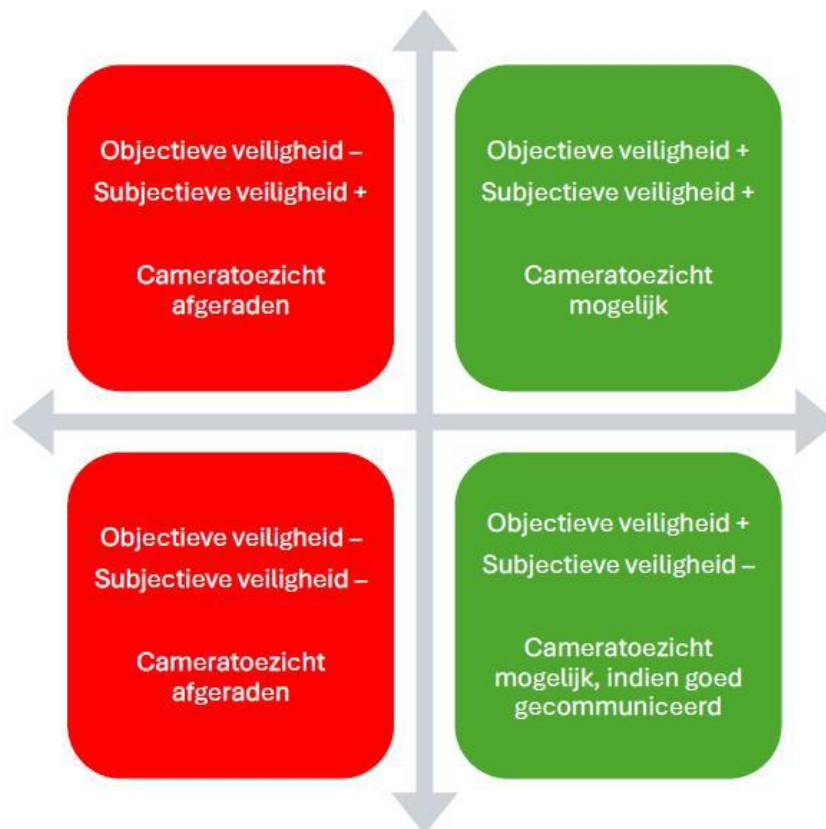 Objectieve veiligheid –
Subjectieve veiligheid +
Cameratoezicht
afgeraden
Objectieve veiligheid +
Subjectieve veiligheid +
Cameratoezicht
mogelijk
Objectieve veiligheid –
Subjectieve veiligheid –
Cameratoezicht
afgeraden
Objectieve veiligheid +
Subjectieve veiligheid –
Cameratoezicht
mogelijk, indien goed
gecommuniceerd